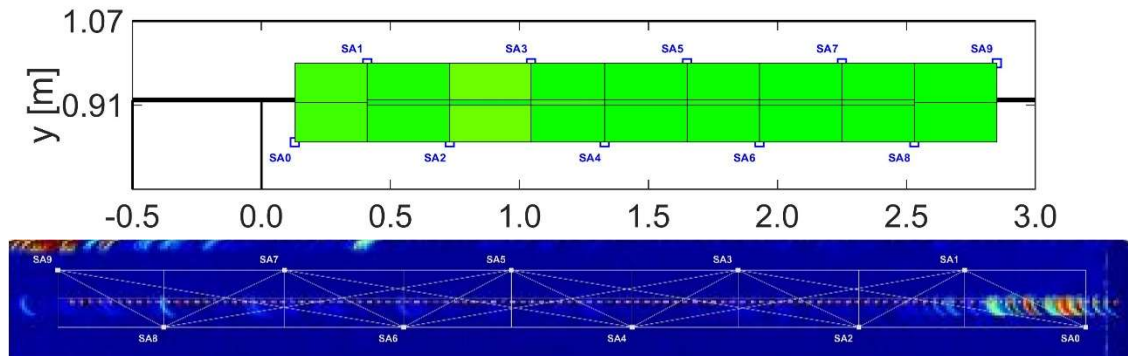 1.07
SA1 SA3 SA5 SA7 SA9
y [m]
0.91
SA0 SA2 SA4 SA6 SA8
-0.5 0.0 0.5 1.0 1.5 2.0 2.5 3.0
SA9 SA7 SA5 SA3 SA1
SA8 SA6 SA4 SA2 SA0